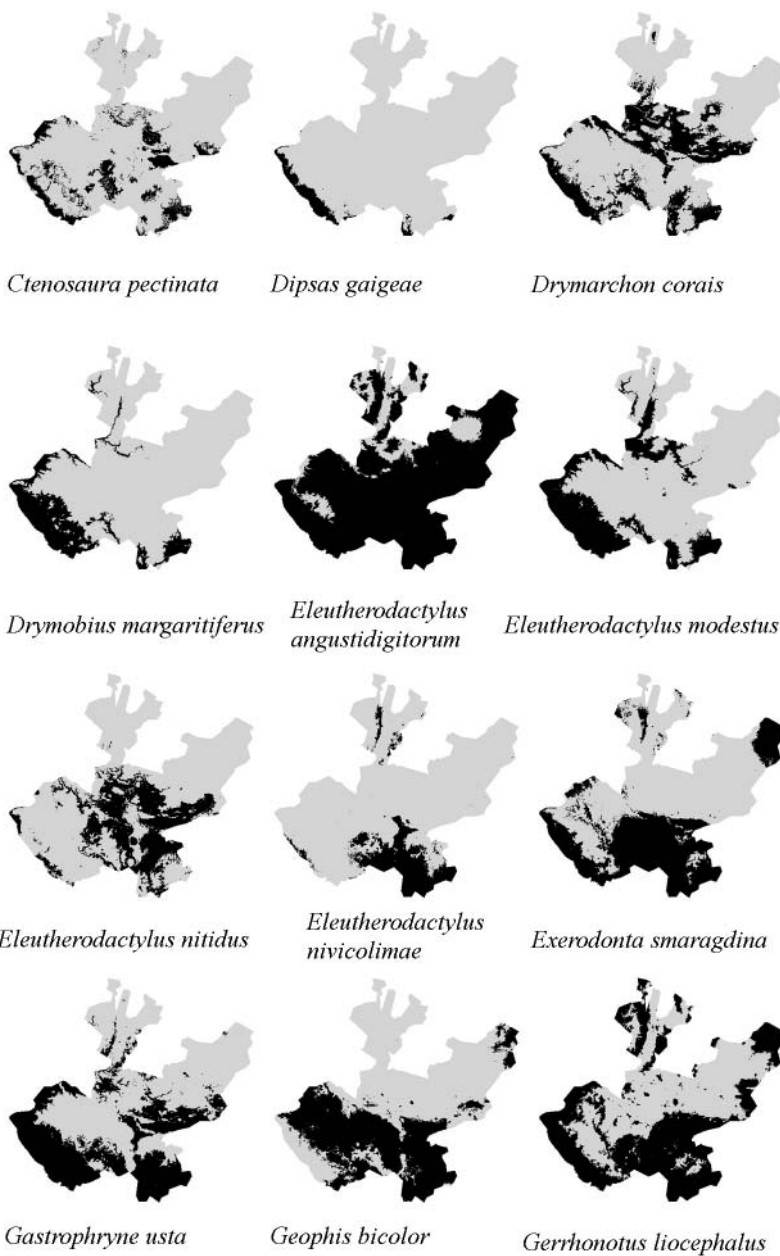 Ctenosaura pectinata
Dipsas gaigeae
Drymarchon corais
Drymobius margaritiferus
Eleutherodactylus
angustidigitorum
Eleutherodactylus modestus
Eleutherodactylus nitidus
Eleutherodactylus
nivicolimae
Exerodonta smaragdina
Gastrophryne usta
Geophis bicolor
Gerrhonotus liocephalus